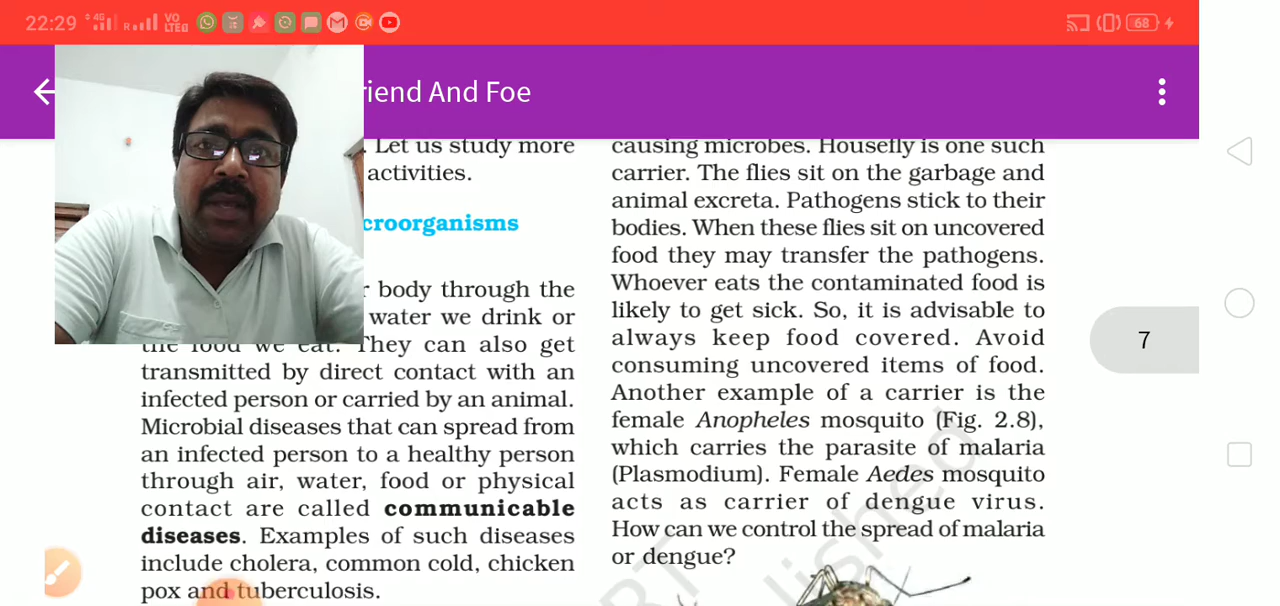 22:29
4G
R
VO
LTE
68
riend And Foe
. Let us study more
activities.
croorganisms
body through the
water we drink or
the food we eat. They can also get
transmitted by direct contact with an
infected person or carried by an animal.
Microbial diseases that can spread from
an infected person to a healthy person
through air, water, food or physical
contact are called communicable
diseases. Examples of such diseases
include cholera, common cold, chicken
pox and tuberculosis.
causing microbes. Housefly is one such
carrier. The flies sit on the garbage and
animal excreta. Pathogens stick to their
bodies. When these flies sit on uncovered
food they may transfer the pathogens.
Whoever eats the contaminated food is
likely to get sick. So, it is advisable to
always keep food covered. Avoid
consuming uncovered items of food.
Another example of a carrier is the
female Anopheles mosquito (Fig. 2.8),
which carries the parasite of malaria
(Plasmodium). Female Aedes mosquito
acts as carrier of dengue virus.
How can we control the spread of malaria
or dengue?
7